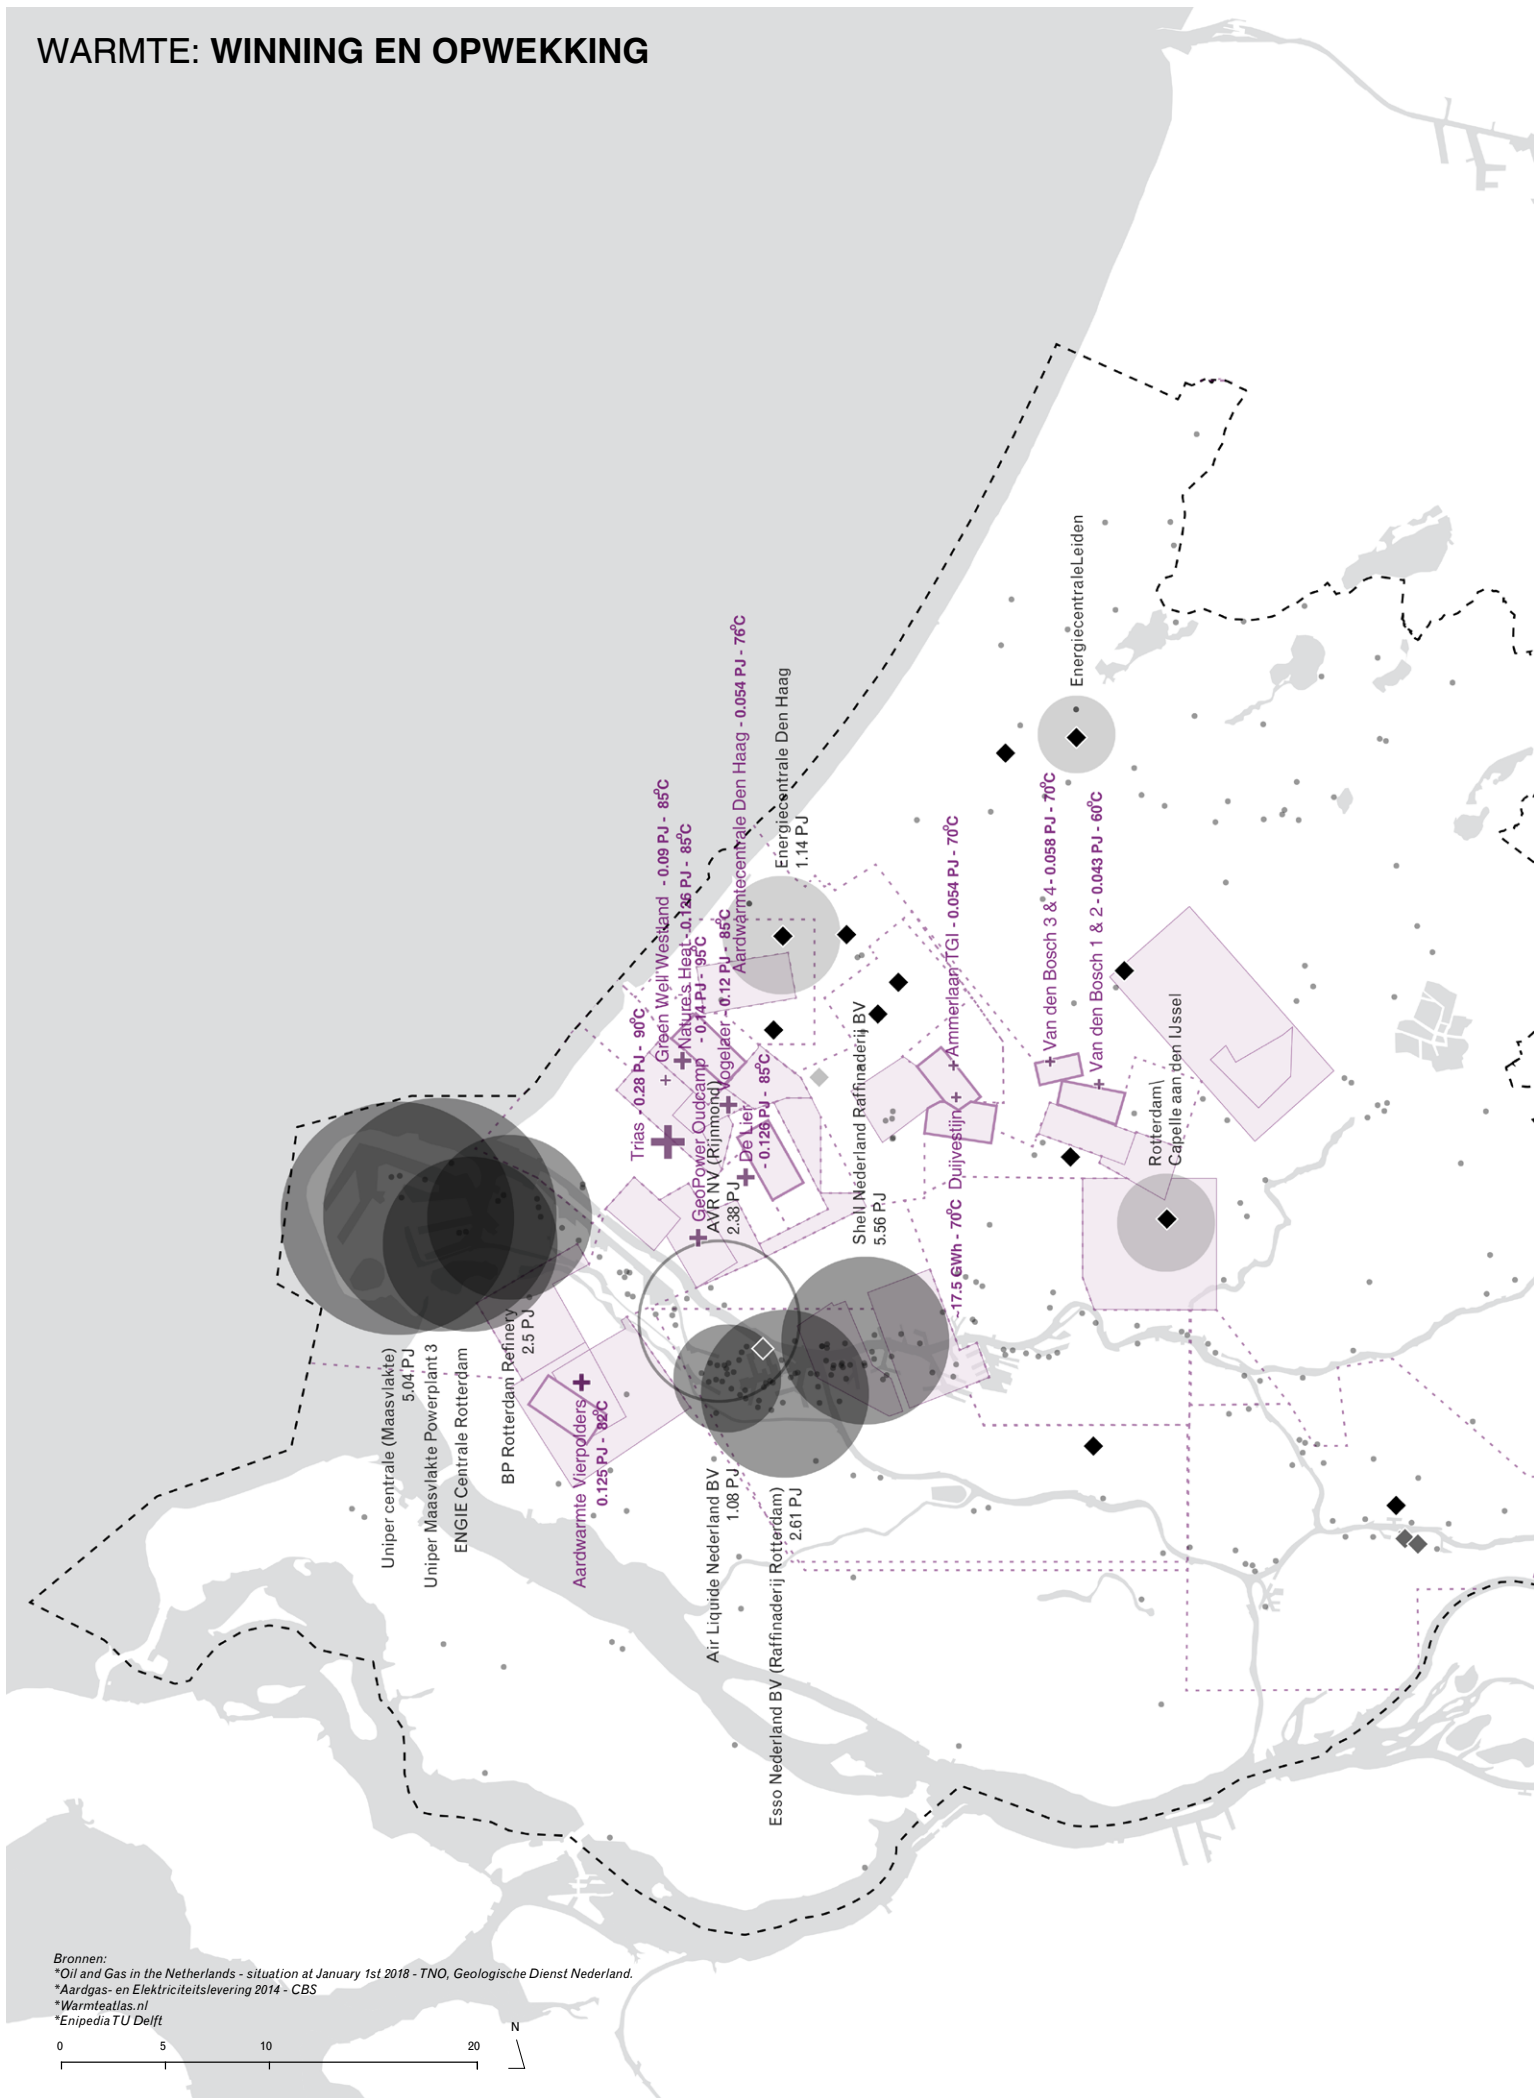 WARMTE: WINNING EN OPWEKKING
EnergiecentraleLeiden
Aardwarmtecentrale Den Haag - 0.054 PJ - 76°C
Energiecentrale Den Haag
1.14 PJ
Green Well Westland - 0.09 PJ - 85°C
Nature's Heat - 0.126 PJ - 85°C
Trias - 0.28 PJ - 90°C
GeoPower Oudcamp - 0.14 PJ - 95°C
Vogelaer - 0.12 PJ - 85°C
De Lier
- 0.126 PJ - 85°C
AVR NV (Rijnmond)
2.38 PJ
Ammerlaan TGI - 0.054 PJ - 70°C
Duijvestijn
~17.5 GWh - 70°C
Van den Bosch 3 & 4 - 0.058 PJ - 70°C
Van den Bosch 1 & 2 - 0.043 PJ - 60°C
Rotterdam\
Capelle aan den IJssel
Shell Nederland Raffinaderij BV
5.56 PJ
Uniper centrale (Maasvlakte)
5.04 PJ
Uniper Maasvlakte Powerplant 3
ENGIE Centrale Rotterdam
BP Rotterdam Refinery
2.5 PJ
Aardwarmte Vierpolders
0.125 PJ - 82°C
Air Liquide Nederland BV
1.08 PJ
Esso Nederland BV (Raffinaderij Rotterdam)
2.61 PJ
Bronnen:
*Oil and Gas in the Netherlands - situation at January 1st 2018 - TNO, Geologische Dienst Nederland.
*Aardgas- en Elektriciteitslevering 2014 - CBS
*Warmteatlas.nl
*Enipedia TU Delft
0 5 10 20
N